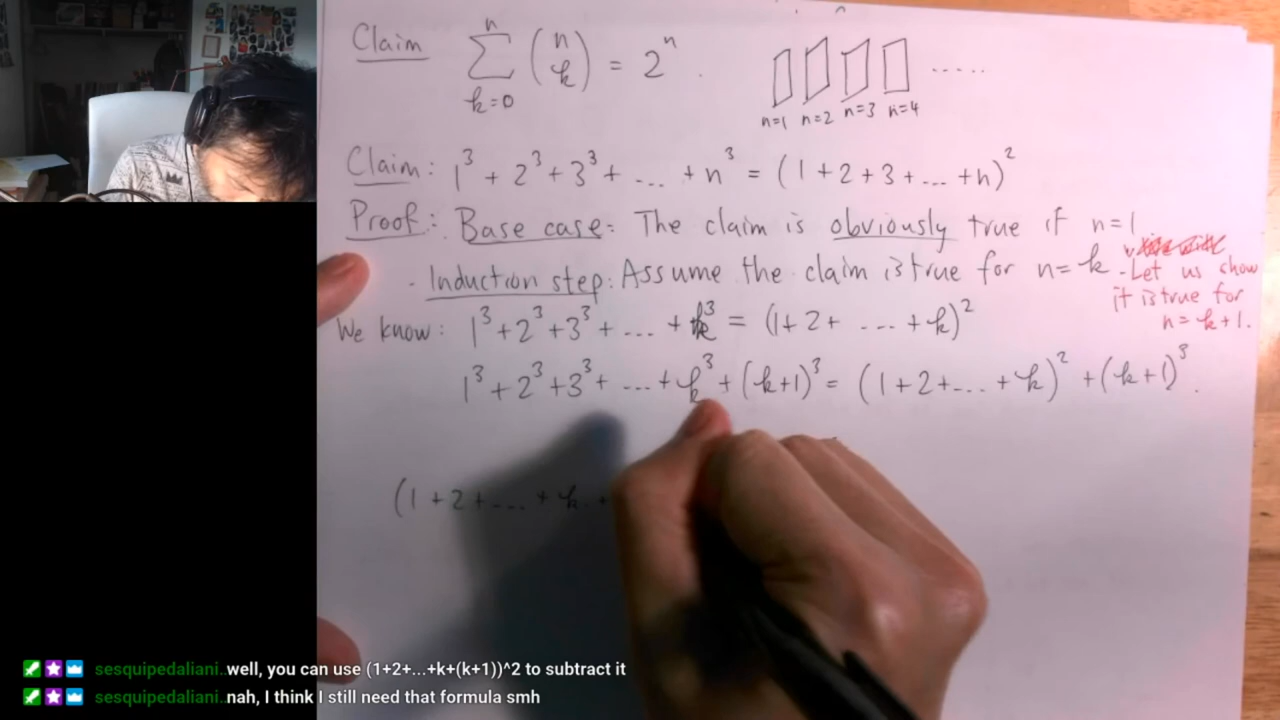 Claim ∑_{k=0}^{n} (n k) = 2^n .
n=1 n=2 n=3 n=4 ......
Claim: 1³ + 2³ + 3³ + ... + n³ = (1 + 2 + 3 + ... + n)²
Proof: Base case: The claim is obviously true if n=1
- Induction step: Assume the claim is true for n = k. Let us show
it is true for
n = k+1.
We know: 1³ + 2³ + 3³ + ... + k³ = (1 + 2 + ... + k)²
1³ + 2³ + 3³ + ... + k³ + (k+1)³ = (1 + 2 + ... + k)² + (k+1)³ .
(1 + 2 + ... + k +
sesquipedaliani.. well, you can use (1+2+...+k+(k+1))^2 to subtract it
sesquipedaliani.. nah, I think I still need that formula smh